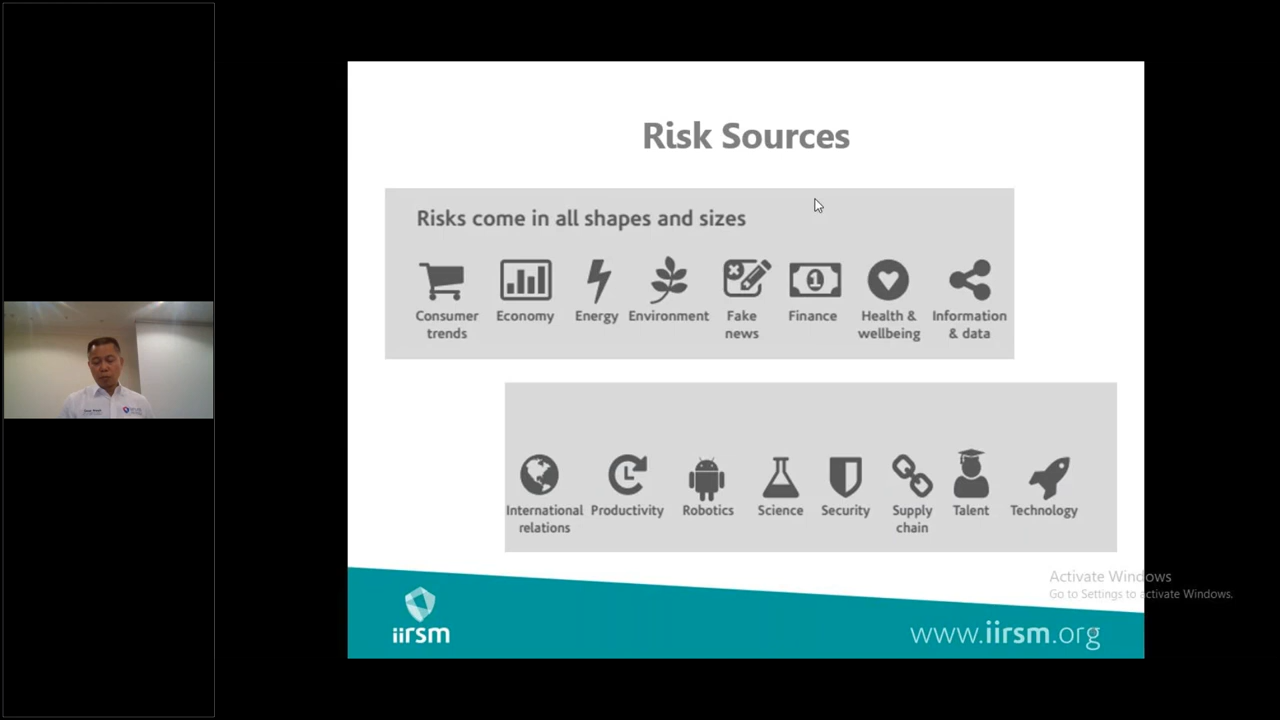 Risk Sources
Risks come in all shapes and sizes
Consumer trends
Economy
Energy
Environment
Fake news
Finance
Health & wellbeing
Information & data
International relations
Productivity
Robotics
Science
Security
Supply chain
Talent
Technology
Activate Windows
Go to Settings to activate Windows.
iirsm
www.iirsm.org